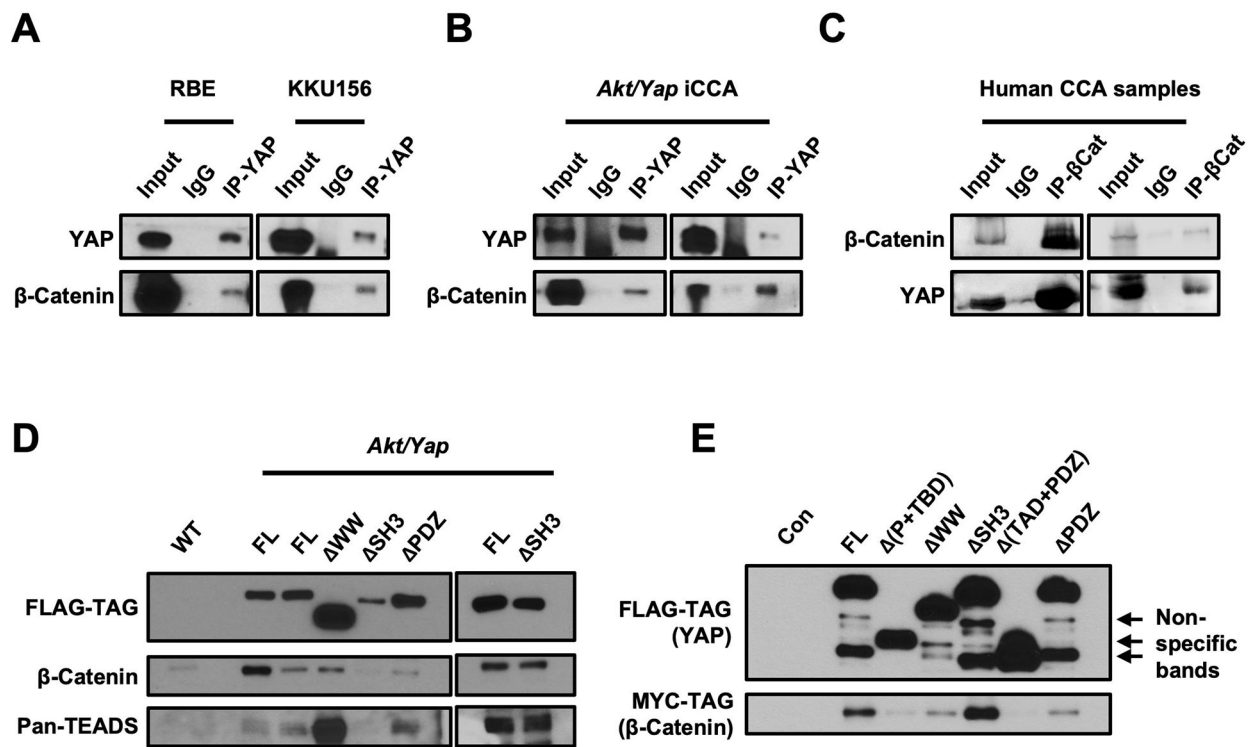 A
B
C
RBE
KKU156
Akt/Yap iCCA
Human CCA samples
Input IgG IP-YAP Input IgG IP-YAP
Input IgG IP-YAP Input IgG IP-YAP
Input IgG IP-βCat Input IgG IP-βCat
YAP
β-Catenin
YAP
β-Catenin
β-Catenin
YAP
D
Akt/Yap
WT FL FL ΔWW ΔSH3 ΔPDZ FL ΔSH3
FLAG-TAG
β-Catenin
Pan-TEADS
E
Con FL Δ(P+TBD) ΔWW ΔSH3 Δ(TAD+PDZ) ΔPDZ
FLAG-TAG
(YAP)
Non-
specific
bands
MYC-TAG
(β-Catenin)